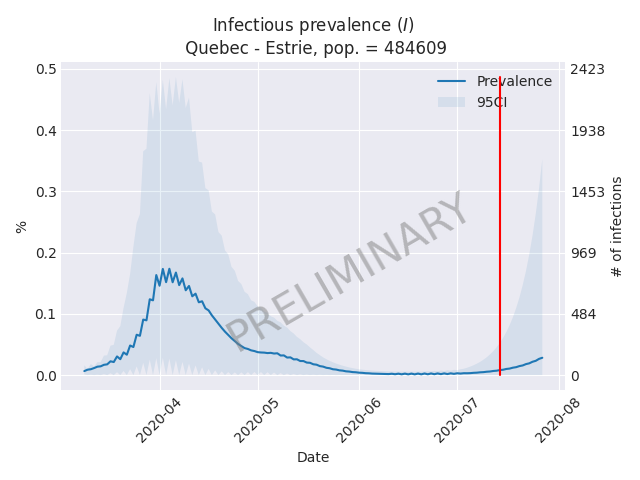 Infectious prevalence (I)
Quebec - Estrie, pop. = 484609
Prevalence
95CI
0.5
0.4
0.3
0.2
0.1
0.0
%
2423
1938
1453
969
484
0
# of infections
PRELIMINARY
2020-04
2020-05
2020-06
2020-07
2020-08
Date